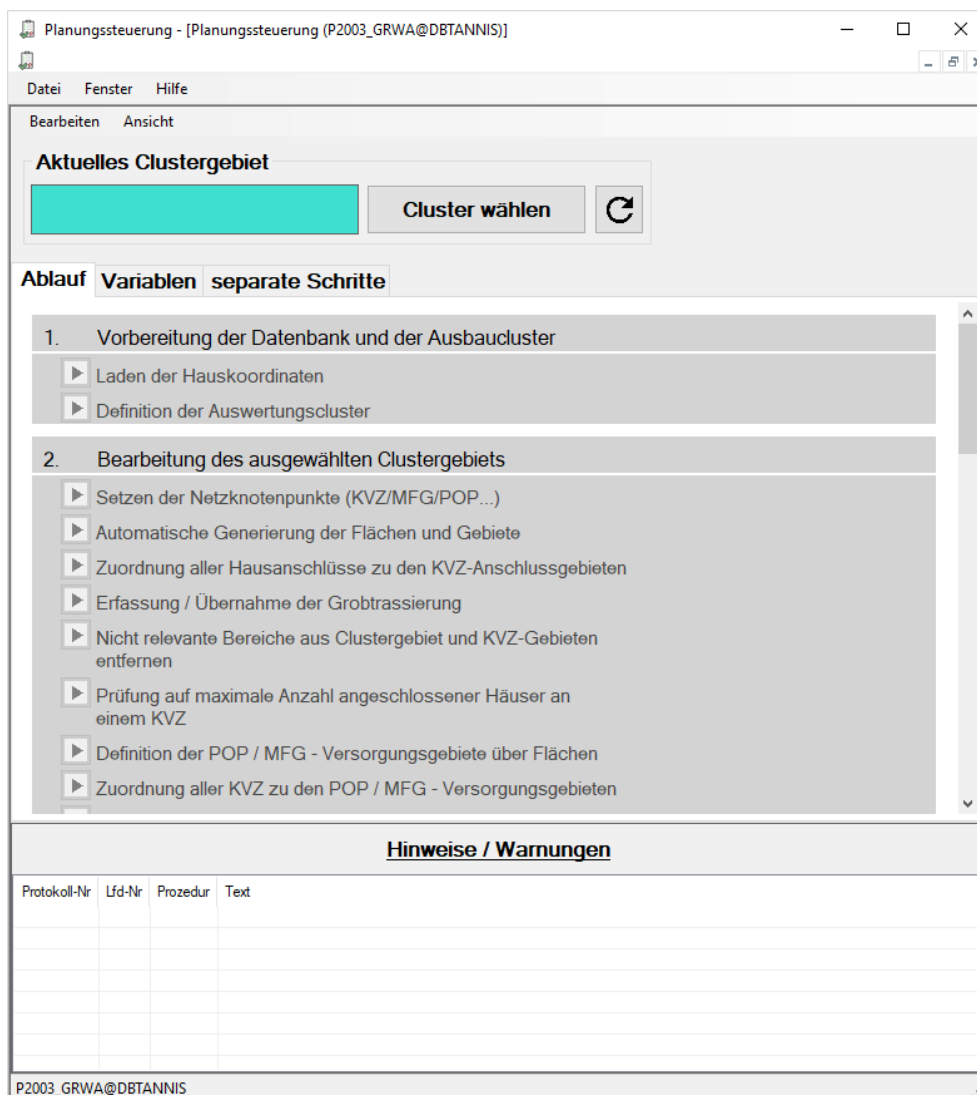 Planungssteuerung - [Planungssteuerung (P2003_GRWA@DBTANNIS)]
Datei Fenster Hilfe
Bearbeiten Ansicht
Aktuelles Clustergebiet
Cluster wählen
Ablauf Variablen separate Schritte
1. Vorbereitung der Datenbank und der Ausbaucluster
Laden der Hauskoordinaten
Definition der Auswertungscluster
2. Bearbeitung des ausgewählten Clustergebiets
Setzen der Netzknotenpunkte (KVZ/MFG/POP...)
Automatische Generierung der Flächen und Gebiete
Zuordnung aller Hausanschlüsse zu den KVZ-Anschlussgebieten
Erfassung / Übernahme der Grobtrassierung
Nicht relevante Bereiche aus Clustergebiet und KVZ-Gebieten
entfernen
Prüfung auf maximale Anzahl angeschlossener Häuser an
einem KVZ
Definition der POP / MFG - Versorgungsgebiete über Flächen
Zuordnung aller KVZ zu den POP / MFG - Versorgungsgebieten
Hinweise / Warnungen
Protokoll-Nr Lfd-Nr Prozedur Text
P2003_GRWA@DBTANNIS